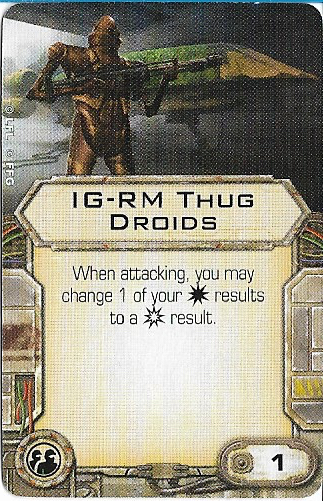 © LFL © FFG
IG-RM THUG
DROIDS
When attacking, you may
change 1 of your results
to a result.
1